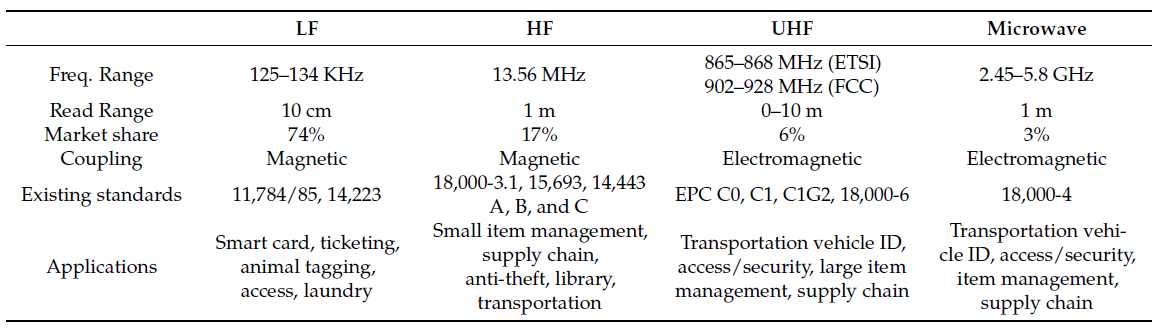 LF HF UHF Microwave
Freq. Range 125–134 KHz 13.56 MHz 865–868 MHz (ETSI)
902–928 MHz (FCC) 2.45–5.8 GHz
Read Range 10 cm 1 m 0–10 m 1 m
Market share 74% 17% 6% 3%
Coupling Magnetic Magnetic Electromagnetic Electromagnetic
Existing standards 11,784/85, 14,223 18,000-3.1, 15,693, 14,443
A, B, and C EPC C0, C1, C1G2, 18,000-6 18,000-4
Applications Smart card, ticketing,
animal tagging,
access, laundry Small item management,
supply chain,
anti-theft, library,
transportation Transportation vehicle ID,
access/security, large item
management, supply chain Transportation vehi-
cle ID, access/security,
item management,
supply chain